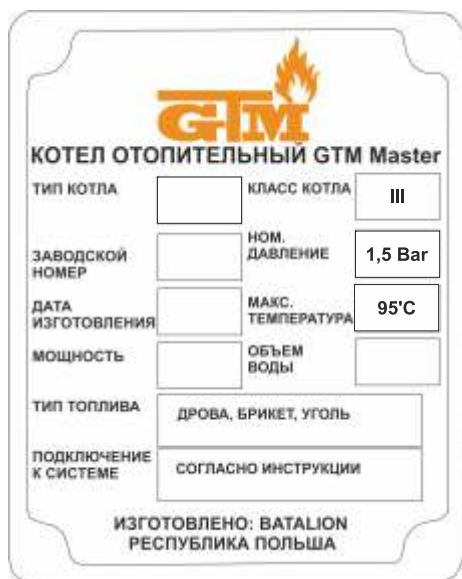 GTM
КОТЕЛ ОТОПИТЕЛЬНЫЙ GTM Master
ТИП КОТЛА
КЛАСС КОТЛА
III
ЗАВОДСКОЙ
НОМЕР
НОМ.
ДАВЛЕНИЕ
1,5 Bar
ДАТА
ИЗГОТОВЛЕНИЯ
МАКС.
ТЕМПЕРАТУРА
95'C
МОЩНОСТЬ
ОБЪЕМ
ВОДЫ
ТИП ТОПЛИВА
ДРОВА, БРИКЕТ, УГОЛЬ
ПОДКЛЮЧЕНИЕ
К СИСТЕМЕ
СОГЛАСНО ИНСТРУКЦИИ
ИЗГОТОВЛЕНО: BATALION
РЕСПУБЛИКА ПОЛЬША